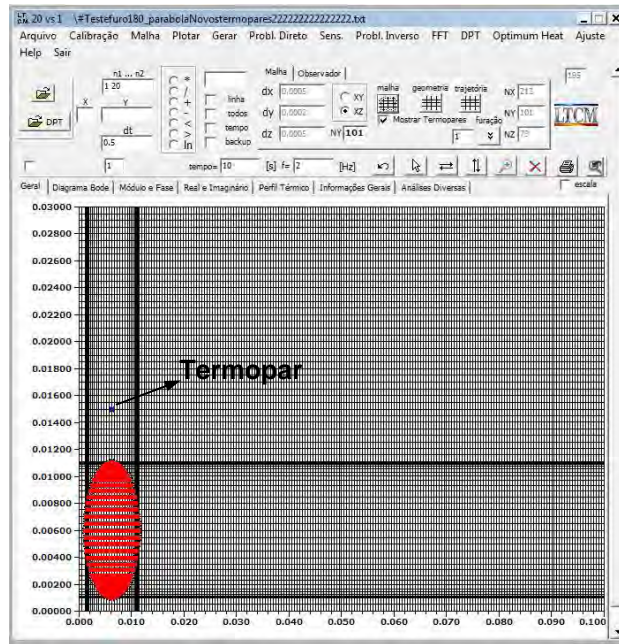 20 vs 1 \#Testefuro180_parabolaNovostermopares222222222222222.txt
Arquivo Calibração Malha Plotar Gerar Probl. Direto Sens. Probl. Inverso FFT DPT Optimum Heat Ajuste
Help Sair
n1 ... n2
1 20
X Y
DPT
dt
0.5
*
/
+
-
<
>
ln
linha
todos
tempo
backup
Malha Observador
dx 0.0005
dy 0.0002
dz 0.0005
XY
XZ
NY 101
malha geometria trajetória
Mostrar Termopares furação
1
NX 213
NY 101
NZ 79
195
LTCM
1 tempo= 10 [s] f= 2 [Hz]
Geral Diagrama Bode Módulo e Fase Real e Imaginário Perfil Térmico Informações Gerais Análises Diversas escala
0.03000
0.02800
0.02600
0.02400
0.02200
0.02000
0.01800
0.01600
0.01400
0.01200
0.01000
0.00800
0.00600
0.00400
0.00200
0.00000
Termopar
0.000 0.010 0.020 0.030 0.040 0.050 0.060 0.070 0.080 0.090 0.100